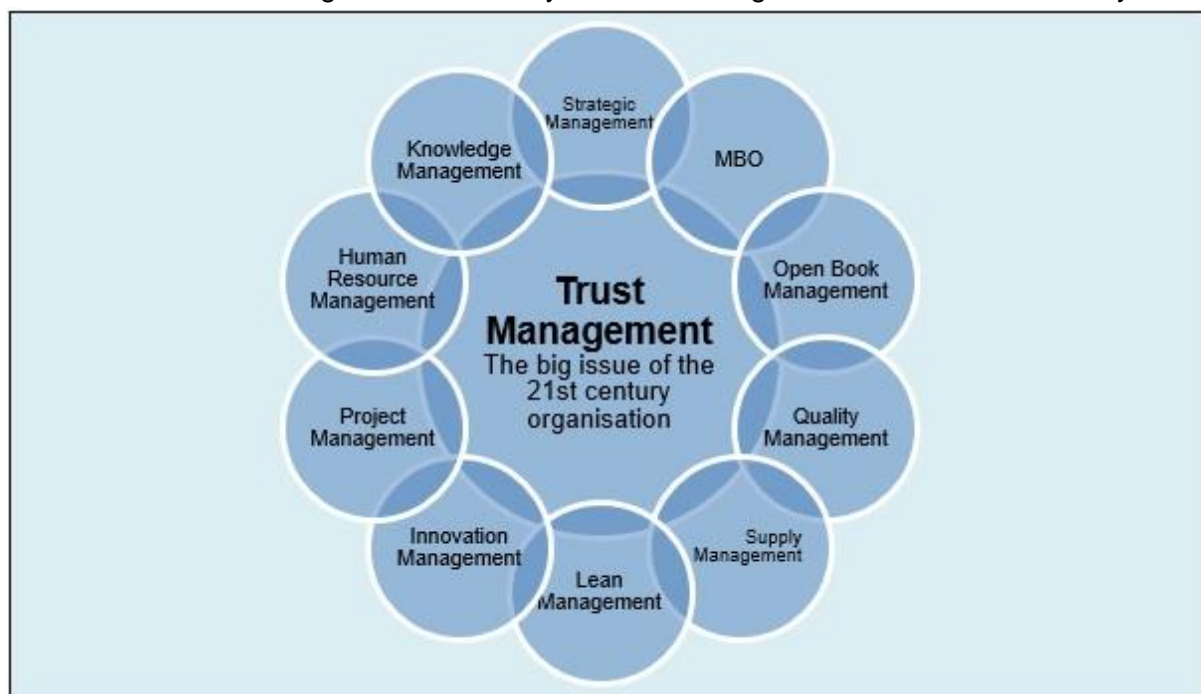 Strategic
Management
MBO
Knowledge
Management
Open Book
Management
Human
Resource
Management
Trust
Management
The big issue of the
21st century
organisation
Project
Management
Quality
Management
Innovation
Management
Supply
Management
Lean
Management